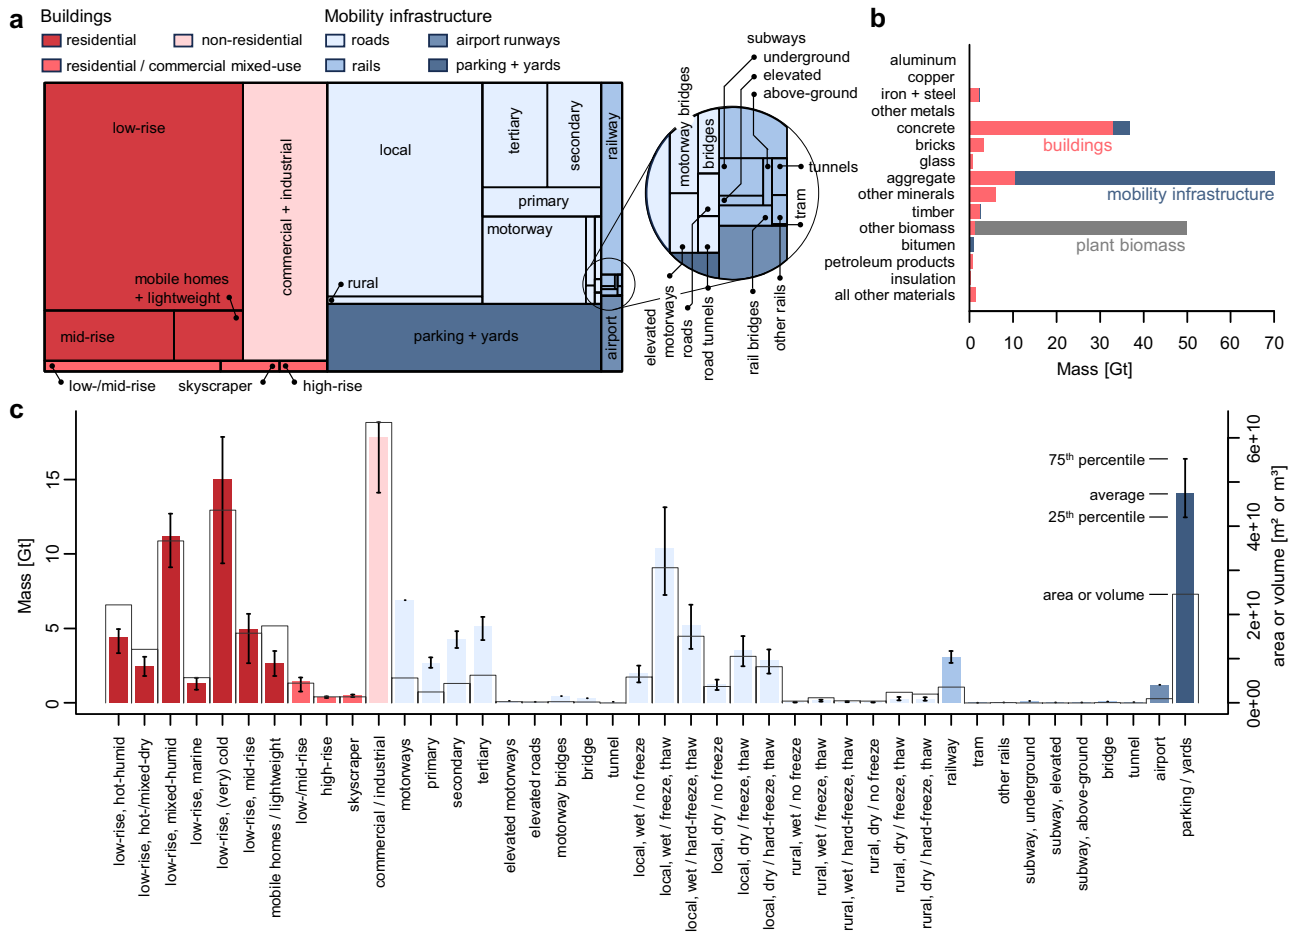 a
Buildings
Mobility infrastructure
residential
non-residential
roads
airport runways
residential / commercial mixed-use
rails
parking + yards
low-rise
mobile homes
+ lightweight
mid-rise
commercial + industrial
low-/mid-rise
skyscraper
high-rise
local
rural
tertiary
secondary
primary
motorway
parking + yards
railway
airport
subways
underground
elevated
above-ground
motorway bridges
bridges
tunnels
tram
elevated
motorways
roads
road tunnels
rail bridges
other rails
b
aluminum
copper
iron + steel
other metals
concrete
bricks
glass
aggregate
other minerals
timber
other biomass
bitumen
petroleum products
insulation
all other materials
buildings
mobility infrastructure
plant biomass
0 10 20 30 40 50 60 70
Mass [Gt]
c
Mass [Gt]
0
5
10
15
75th percentile
average
25th percentile
area or volume
0e+00
2e+10
4e+10
6e+10
area or volume [m² or m³]
low-rise, hot-humid
low-rise, hot-/mixed-dry
low-rise, mixed-humid
low-rise, marine
low-rise, (very) cold
low-rise, mid-rise
mobile homes / lightweight
low-/mid-rise
high-rise
skyscraper
commercial / industrial
motorways
primary
secondary
tertiary
elevated motorways
elevated roads
motorway bridges
bridge
tunnel
local, wet / no freeze
local, wet / freeze, thaw
local, wet / hard-freeze, thaw
local, dry / no freeze
local, dry / freeze, thaw
local, dry / hard-freeze, thaw
rural, wet / no freeze
rural, wet / freeze, thaw
rural, wet / hard-freeze, thaw
rural, dry / no freeze
rural, dry / freeze, thaw
rural, dry / hard-freeze, thaw
railway
tram
other rails
subway, underground
subway, elevated
subway, above-ground
bridge
tunnel
airport
parking / yards